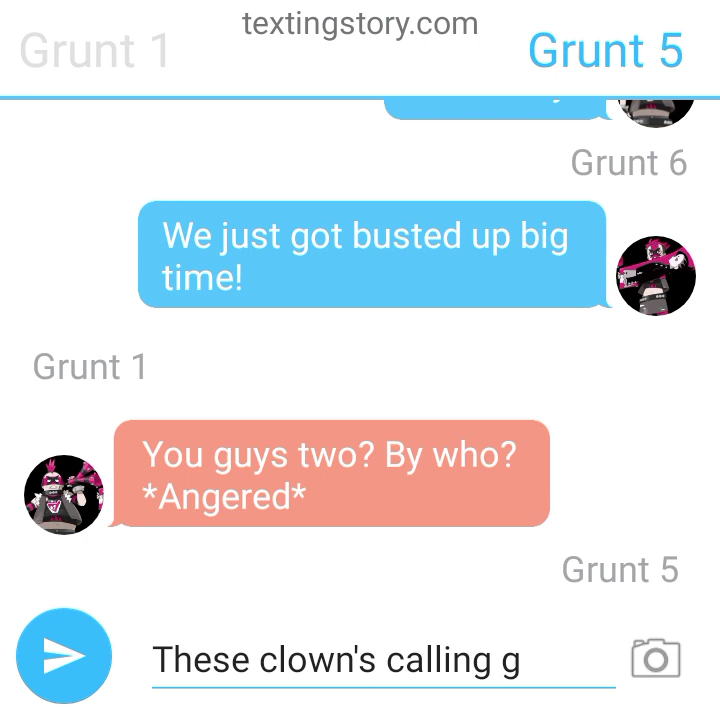 textingstory.com
Grunt 1
Grunt 5
Grunt 6
We just got busted up big
time!
Grunt 1
You guys two? By who?
*Angered*
Grunt 5
These clown's calling g